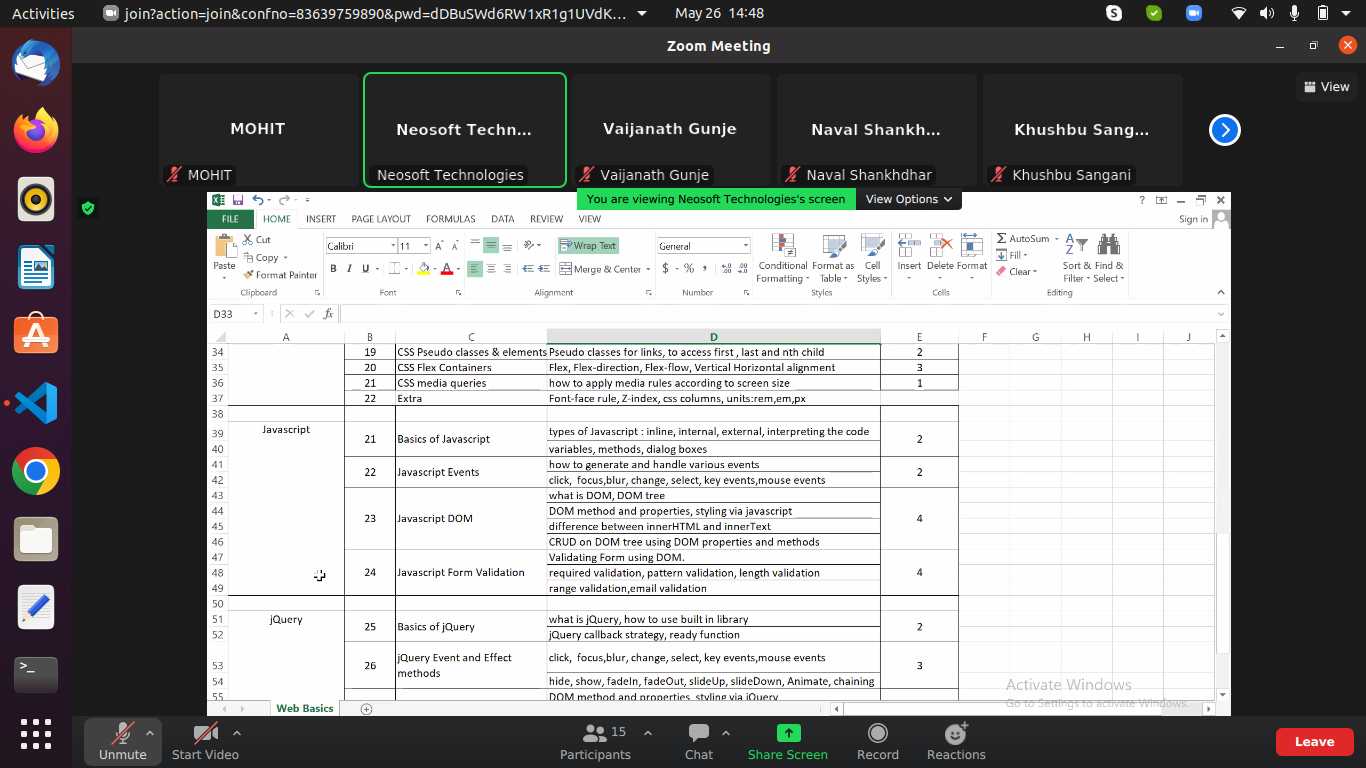 Activities
join?action=join&confno=83639759890&pwd=dDBuSWd6RW1xR1g1UVdK...
May 26 14:48
Zoom Meeting
View
MOHIT
Neosoft Techn...
Vaijanath Gunje
Naval Shankh...
Khushbu Sang...
MOHIT
Neosoft Technologies
Vaijanath Gunje
Naval Shankhdhar
Khushbu Sangani
You are viewing Neosoft Technologies's screen
View Options
FILE HOME INSERT PAGE LAYOUT FORMULAS DATA REVIEW VIEW
Sign in
Paste
Cut
Copy
Format Painter
Calibri 11
B I U
Wrap Text
Merge & Center
General
$ % ,
Conditional Formatting
Format as Table
Cell Styles
Insert Delete Format
AutoSum
Fill
Clear
Sort & Filter
Find & Select
Clipboard Font Alignment Number Styles Cells Editing
D33
fx
A B C D E F G H I J
34 19 CSS Pseudo classes & elements Pseudo classes for links, to access first , last and nth child 2
35 20 CSS Flex Containers Flex, Flex-direction, Flex-flow, Vertical Horizontal alignment 3
36 21 CSS media queries how to apply media rules according to screen size 1
37 22 Extra Font-face rule, Z-index, css columns, units:rem,em,px
38
39 Javascript 21 Basics of Javascript types of Javascript : inline, internal, external, interpreting the code 2
40 variables, methods, dialog boxes
41 22 Javascript Events how to generate and handle various events 2
42 click, focus,blur, change, select, key events,mouse events
43 what is DOM, DOM tree
44 23 Javascript DOM DOM method and properties, styling via javascript 4
45 difference between innerHTML and innerText
46 CRUD on DOM tree using DOM properties and methods
47 Validating Form using DOM.
48 24 Javascript Form Validation required validation, pattern validation, length validation 4
49 range validation,email validation
50
51 jQuery 25 Basics of jQuery what is jQuery, how to use built in library 2
52 jQuery callback strategy, ready function
53 26 jQuery Event and Effect methods click, focus,blur, change, select, key events,mouse events 3
54 hide, show, fadeIn, fadeOut, slideUp, slideDown, Animate, chaining
55 DOM method and properties, styling via jQuery
Activate Windows
Go to Settings to activate Windows.
Web Basics
Unmute
Start Video
15
Participants
Chat
Share Screen
Record
Reactions
Leave